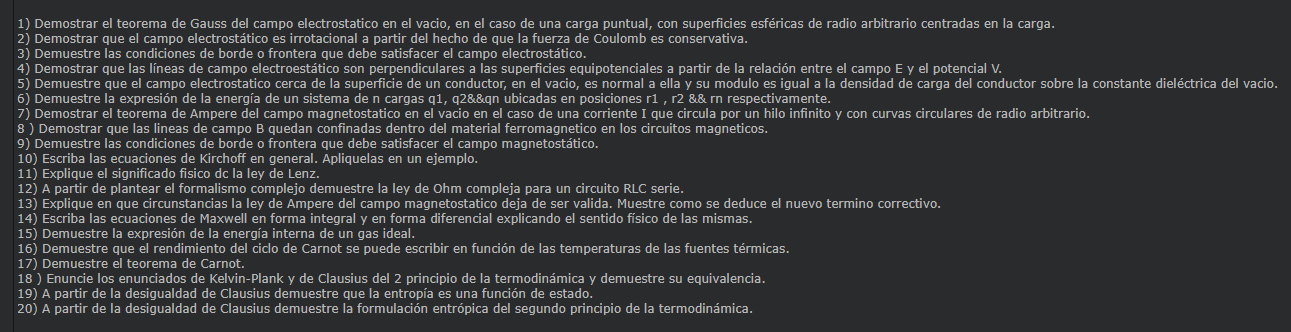 1) Demostrar el teorema de Gauss del campo electrostatico en el vacio, en el caso de una carga puntual, con superficies esféricas de radio arbitrario centradas en la carga.
2) Demostrar que el campo electrostático es irrotacional a partir del hecho de que la fuerza de Coulomb es conservativa.
3) Demuestre las condiciones de borde o frontera que debe satisfacer el campo electrostático.
4) Demostrar que las líneas de campo electroestático son perpendiculares a las superficies equipotenciales a partir de la relación entre el campo E y el potencial V.
5) Demuestre que el campo electrostatico cerca de la superficie de un conductor, en el vacio, es normal a ella y su modulo es igual a la densidad de carga del conductor sobre la constante dieléctrica del vacio.
6) Demuestre la expresión de la energía de un sistema de n cargas q1, q2&&qn ubicadas en posiciones r1 , r2 && rn respectivamente.
7) Demostrar el teorema de Ampere del campo magnetostatico en el vacio en el caso de una corriente I que circula por un hilo infinito y con curvas circulares de radio arbitrario.
8 ) Demostrar que las lineas de campo B quedan confinadas dentro del material ferromagnetico en los circuitos magneticos.
9) Demuestre las condiciones de borde o frontera que debe satisfacer el campo magnetostático.
10) Escriba las ecuaciones de Kirchoff en general. Apliquelas en un ejemplo.
11) Explique el significado fisico dc la ley de Lenz.
12) A partir de plantear el formalismo complejo demuestre la ley de Ohm compleja para un circuito RLC serie.
13) Explique en que circunstancias la ley de Ampere del campo magnetostatico deja de ser valida. Muestre como se deduce el nuevo termino correctivo.
14) Escriba las ecuaciones de Maxwell en forma integral y en forma diferencial explicando el sentido físico de las mismas.
15) Demuestre la expresión de la energía interna de un gas ideal.
16) Demuestre que el rendimiento del ciclo de Carnot se puede escribir en función de las temperaturas de las fuentes térmicas.
17) Demuestre el teorema de Carnot.
18 ) Enuncie los enunciados de Kelvin-Plank y de Clausius del 2 principio de la termodinámica y demuestre su equivalencia.
19) A partir de la desigualdad de Clausius demuestre que la entropía es una función de estado.
20) A partir de la desigualdad de Clausius demuestre la formulación entrópica del segundo principio de la termodinámica.